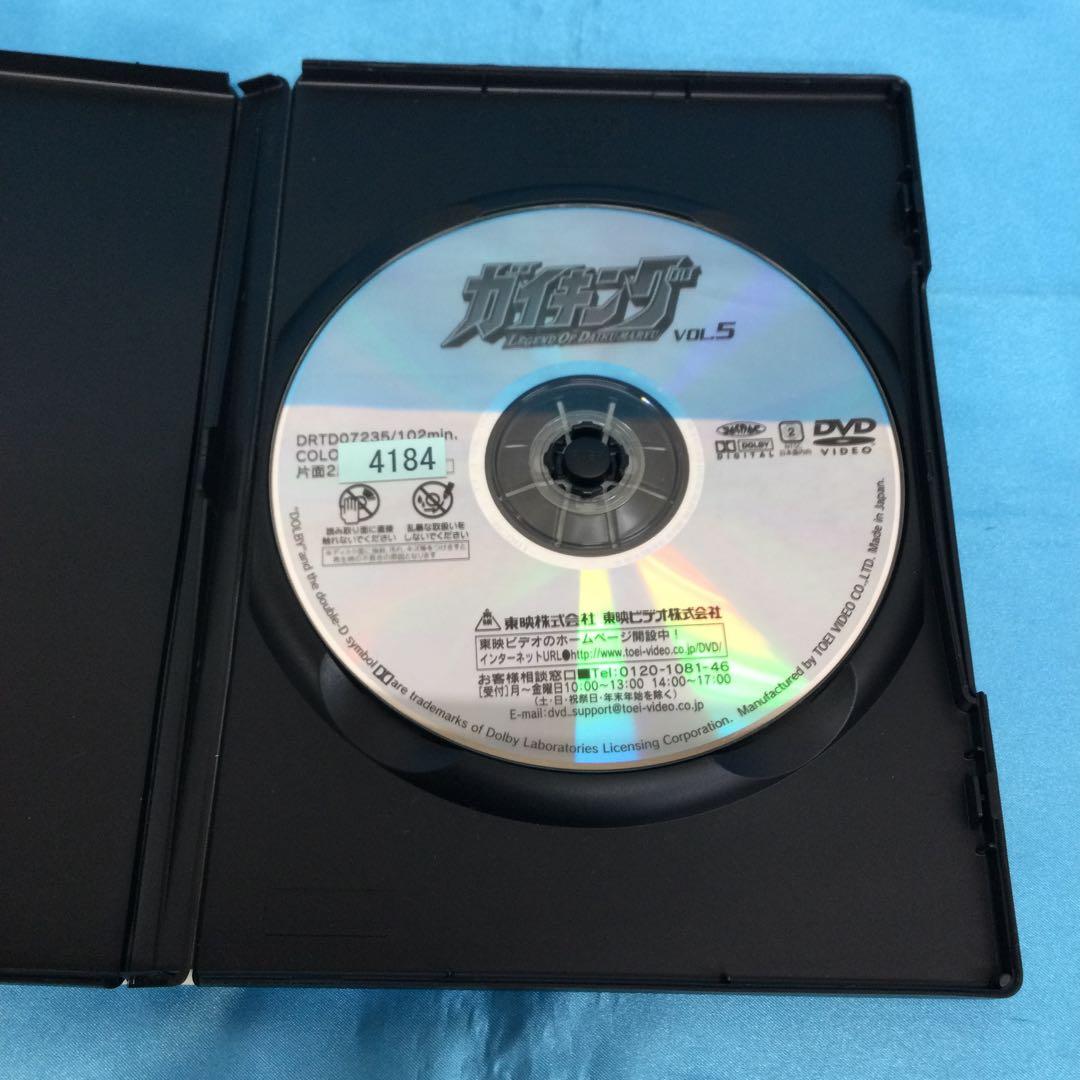 ガイキング
LEGEND OF DAIKU-MARYU
VOL.5
DRTD07235/102min.
COLO
片面2
4184
読み取り面に直接
触れないでください
乱暴な取扱いを
しないでください
DOLBY
DIGITAL
2
NTSC
日本国内向
DVD
VIDEO
東映株式会社 東映ビデオ株式会社
東映ビデオのホームページ開設中!
インターネットURL●http://www.toei-video.co.jp/DVD/
お客様相談窓口■Tel:0120-1081-46
[受付]月~金曜日10:00~13:00 14:00~17:00
(土・日・祝祭日・年末年始を除く)
E-mail:dvd_support@toei-video.co.jp
"DOLBY" and the double-D symbol are trademarks of Dolby Laboratories Licensing Corporation. Manufactured by TOEI VIDEO CO.,LTD. Made in Japan.